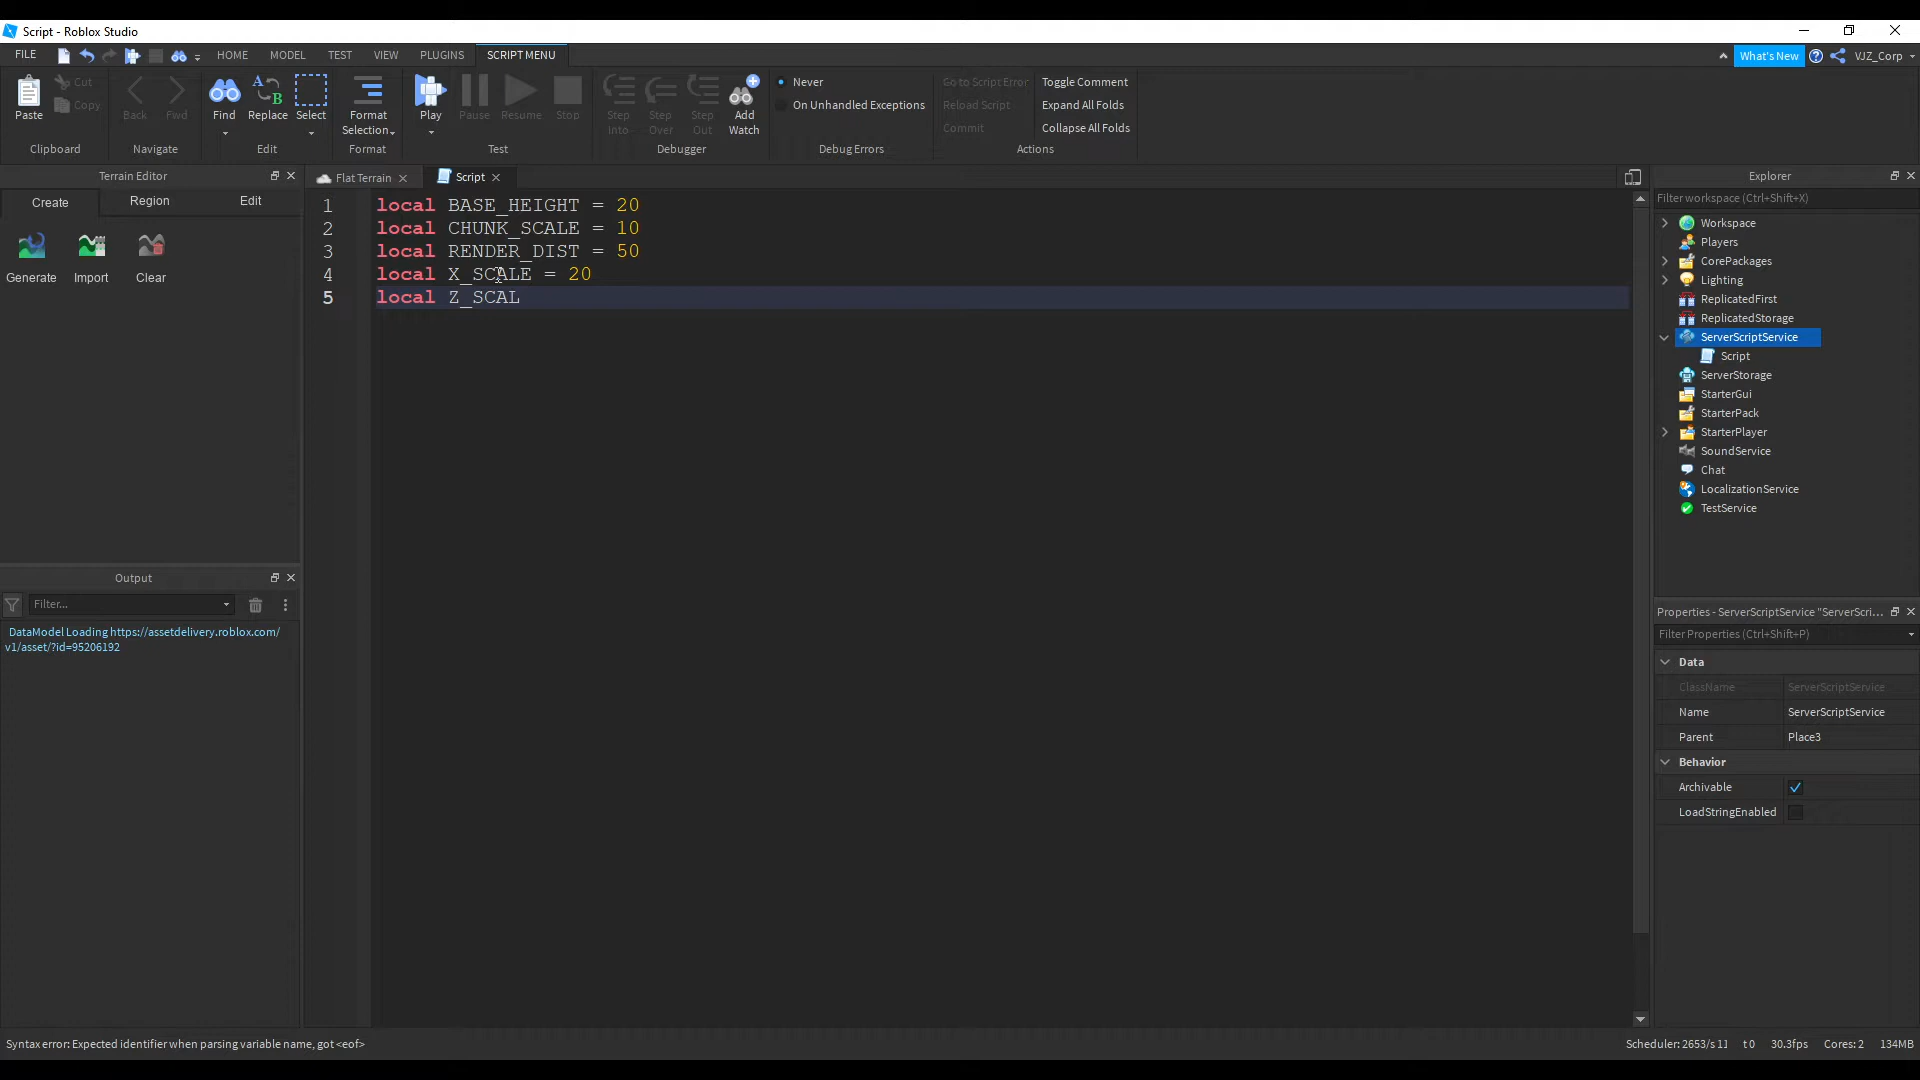 Script - Roblox Studio
FILE HOME MODEL TEST VIEW PLUGINS SCRIPT MENU What's New VJZ_Corp
Paste Cut Copy Back Fwd Find Replace Select Format Selection Play Pause Resume Stop Step Into Step Over Step Out Add Watch
Never
On Unhandled Exceptions
Go to Script Error
Reload Script
Commit
Toggle Comment
Expand All Folds
Collapse All Folds
Clipboard Navigate Edit Format Test Debugger Debug Errors Actions
Terrain Editor
Create Region Edit
Generate Import Clear
Output
Filter...
DataModel Loading https://assetdelivery.roblox.com/
v1/asset/?id=95206192
Flat Terrain Script
1 local BASE_HEIGHT = 20
2 local CHUNK_SCALE = 10
3 local RENDER_DIST = 50
4 local X_SCALE = 20
5 local Z_SCAL
Explorer
Filter workspace (Ctrl+Shift+X)
Workspace
Players
CorePackages
Lighting
ReplicatedFirst
ReplicatedStorage
ServerScriptService
Script
ServerStorage
StarterGui
StarterPack
StarterPlayer
SoundService
Chat
LocalizationService
TestService
Properties - ServerScriptService "ServerScri...
Filter Properties (Ctrl+Shift+P)
Data
ClassName ServerScriptService
Name ServerScriptService
Parent Place3
Behavior
Archivable
LoadStringEnabled
Syntax error: Expected identifier when parsing variable name, got <eof>
Scheduler: 2653/s 11 t 0 30.3fps Cores: 2 134MB